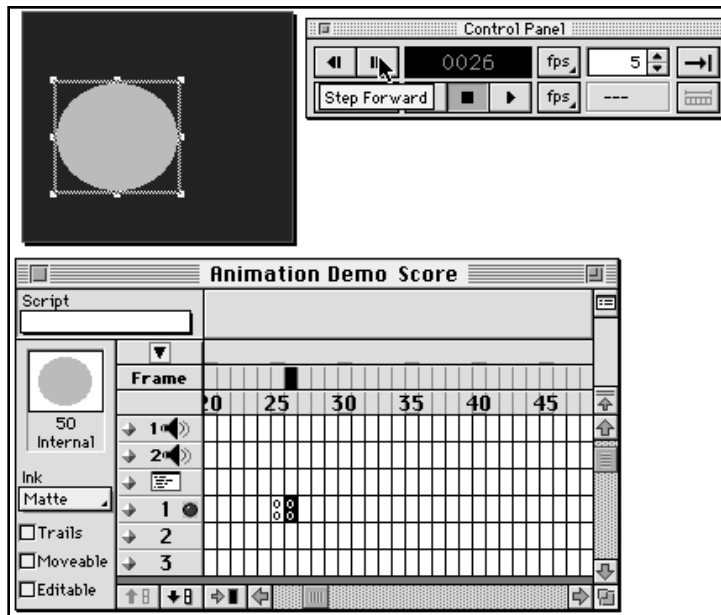 Control Panel
0026 fps 5
Step Forward fps ---
Animation Demo Score
Script
Frame
20 25 30 35 40 45
50
Internal
1
2
Ink
Matte
1
Trails
2
Moveable
3
Editable